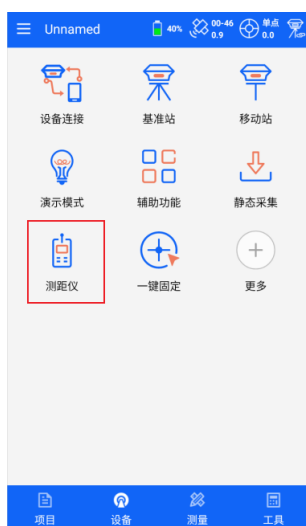 Unnamed
40%
00-46
0.9
单点
0.0
设备连接
基准站
移动站
演示模式
辅助功能
静态采集
测距仪
一键固定
更多
项目
设备
测量
工具